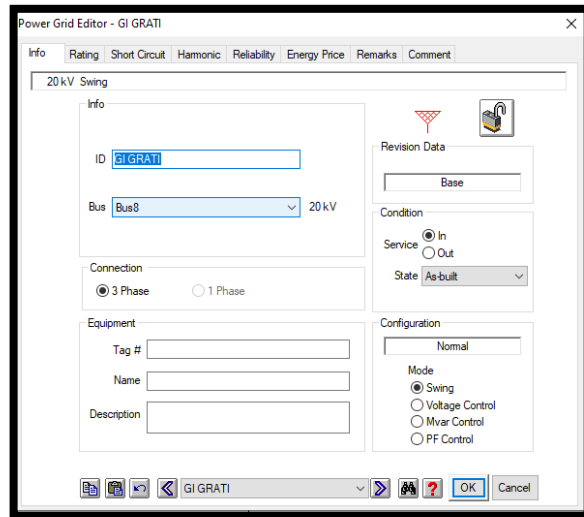 Power Grid Editor - GI GRATI
Info Rating Short Circuit Harmonic Reliability Energy Price Remarks Comment
20 kV Swing
Info
ID GI GRATI
Bus Bus8 20 kV
Revision Data
Base
Condition
Service In
Out
State As-built
Connection
3 Phase 1 Phase
Equipment
Tag #
Name
Description
Configuration
Normal
Mode
Swing
Voltage Control
Mvar Control
PF Control
GI GRATI ? OK Cancel